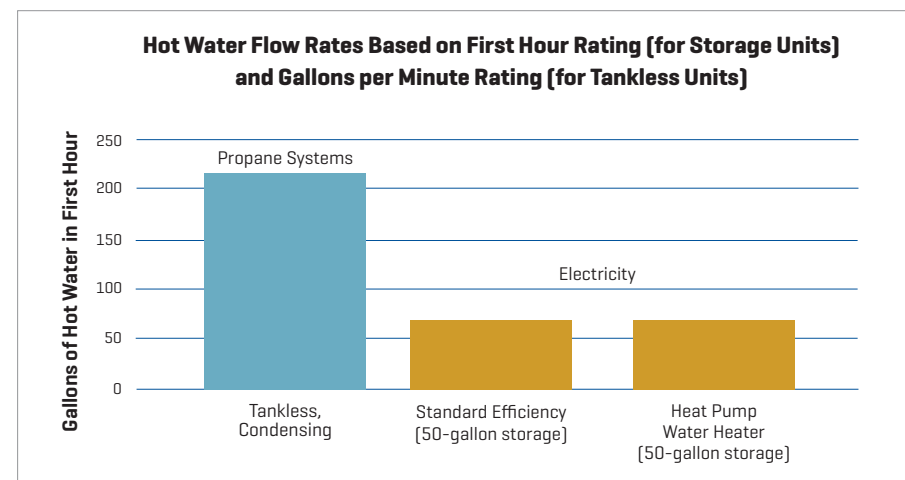 Hot Water Flow Rates Based on First Hour Rating (for Storage Units)
and Gallons per Minute Rating (for Tankless Units)
Gallons of Hot Water in First Hour
250
200
150
100
50
0
Propane Systems
Electricity
Tankless,
Condensing
Standard Efficiency
(50-gallon storage)
Heat Pump
Water Heater
(50-gallon storage)